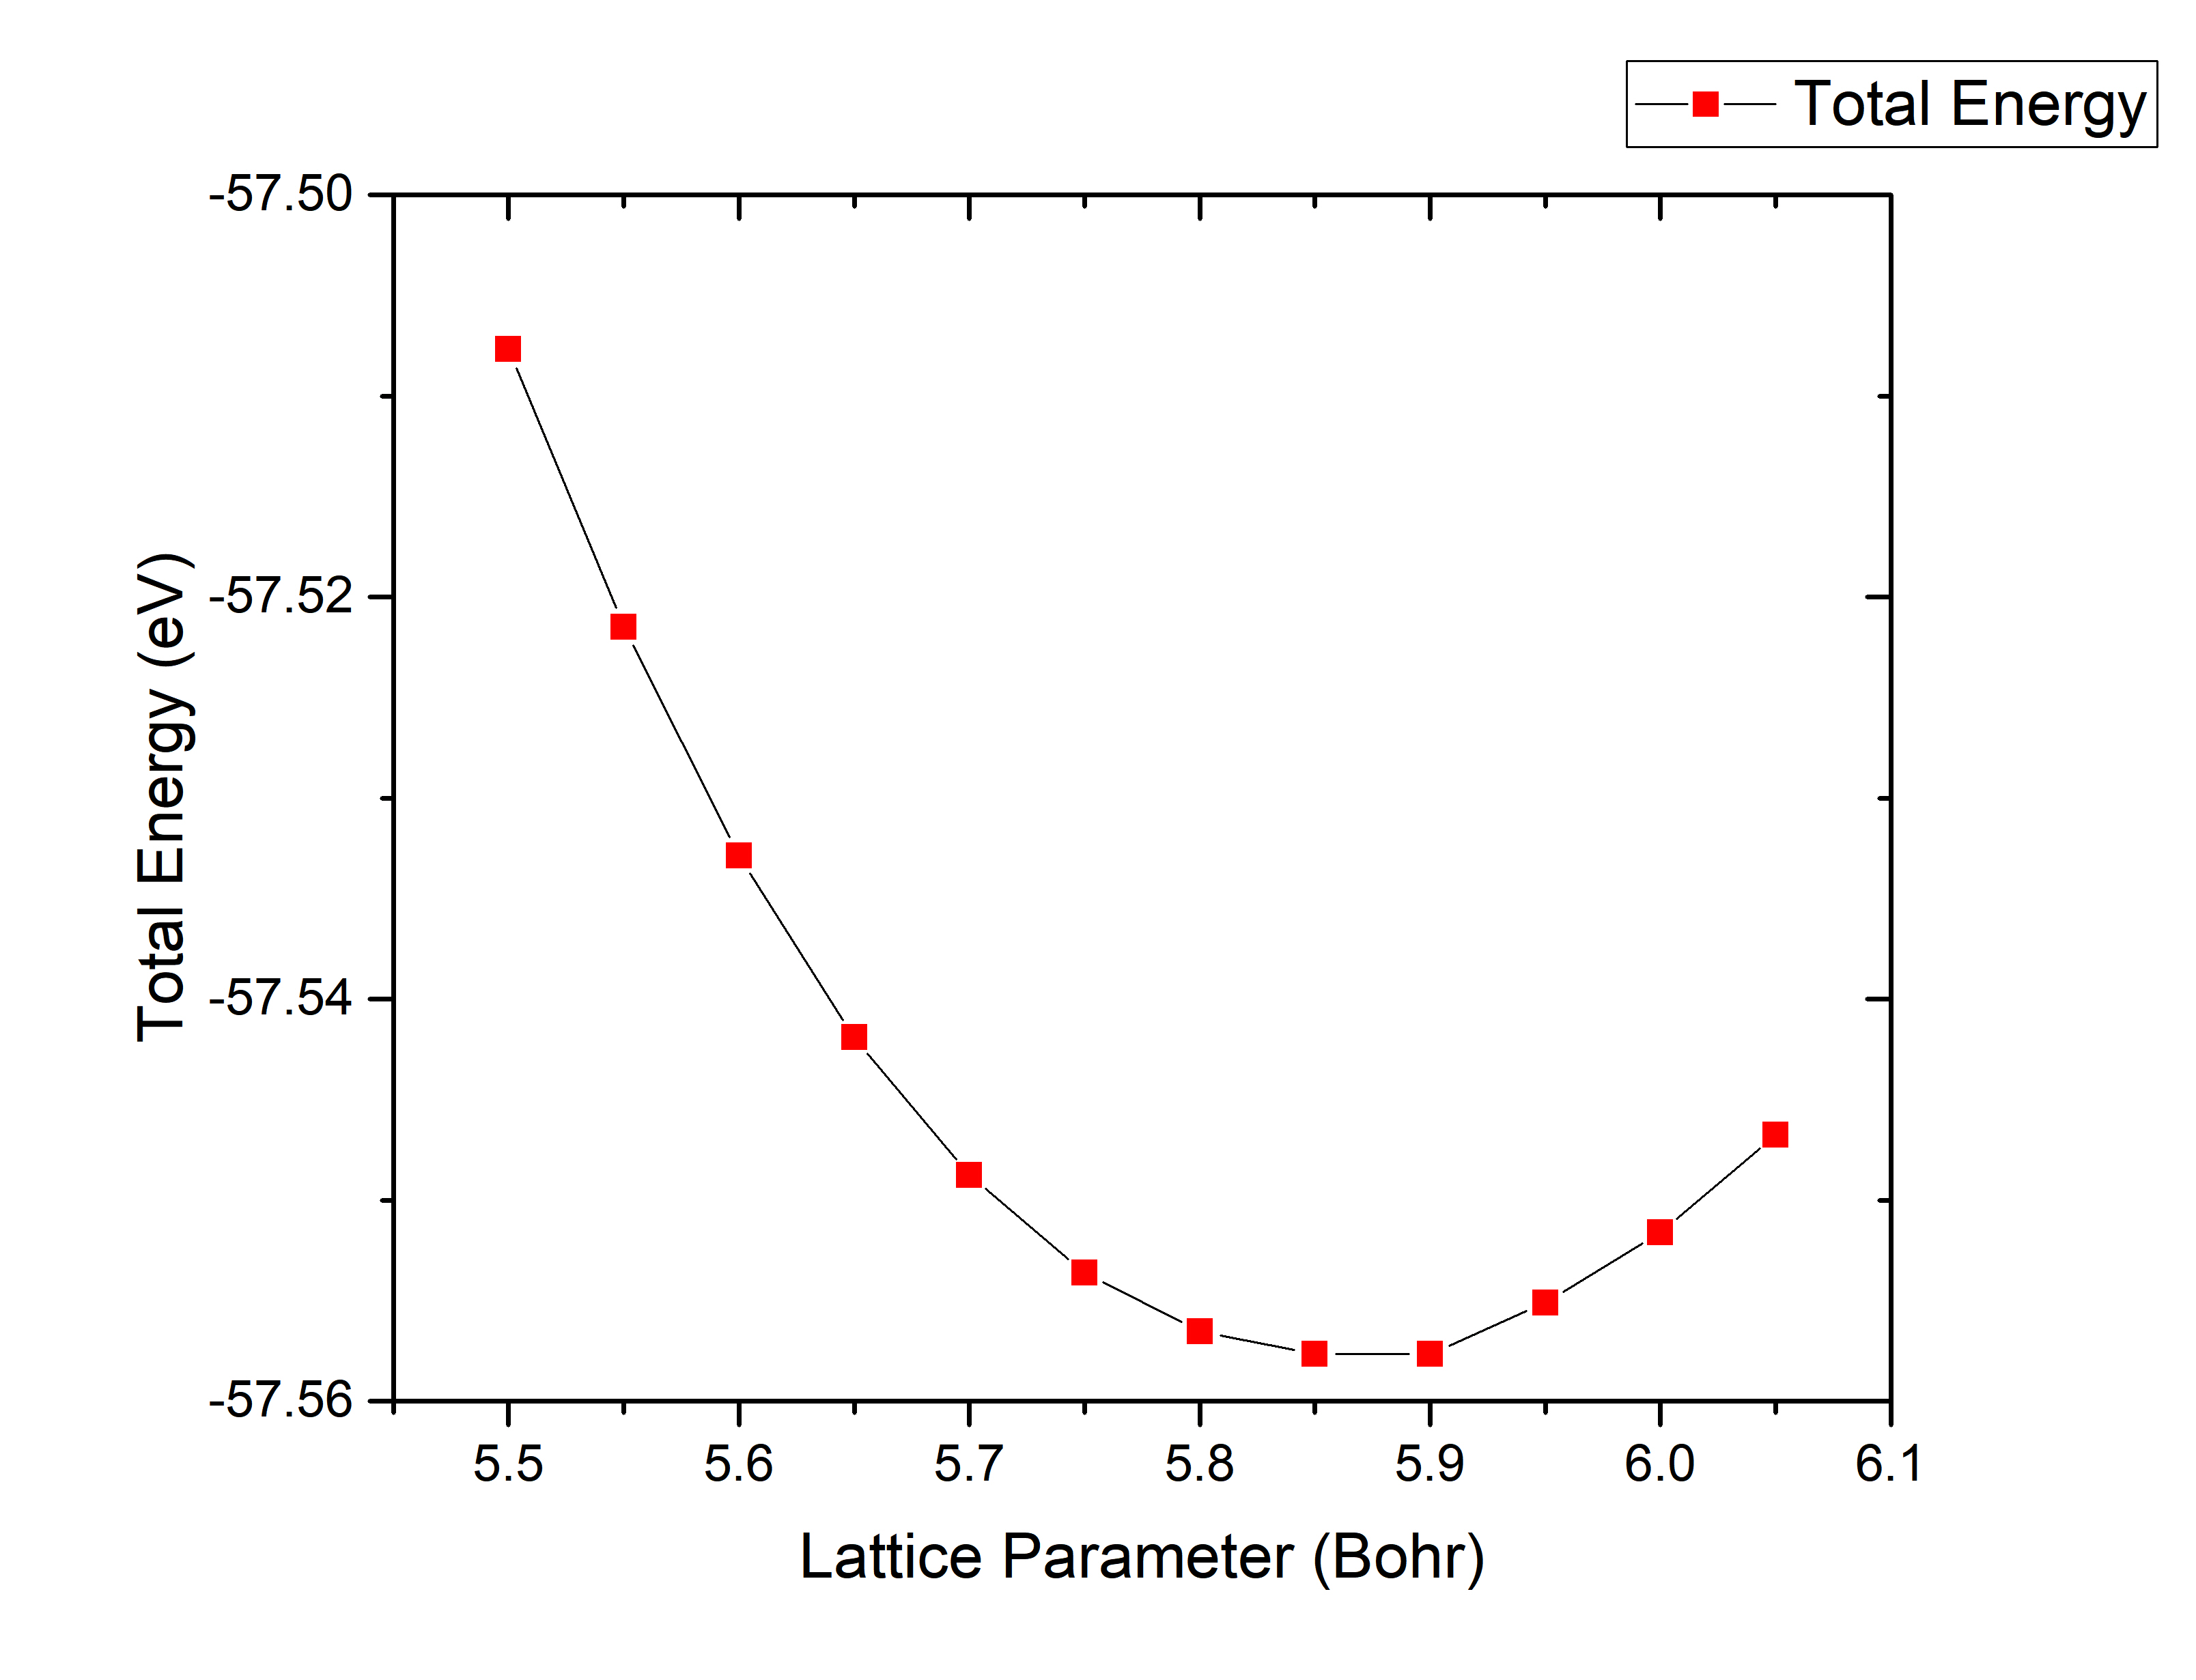 Total Energy
-57.50
-57.52
-57.54
-57.56
Total Energy (eV)
5.5 5.6 5.7 5.8 5.9 6.0 6.1
Lattice Parameter (Bohr)